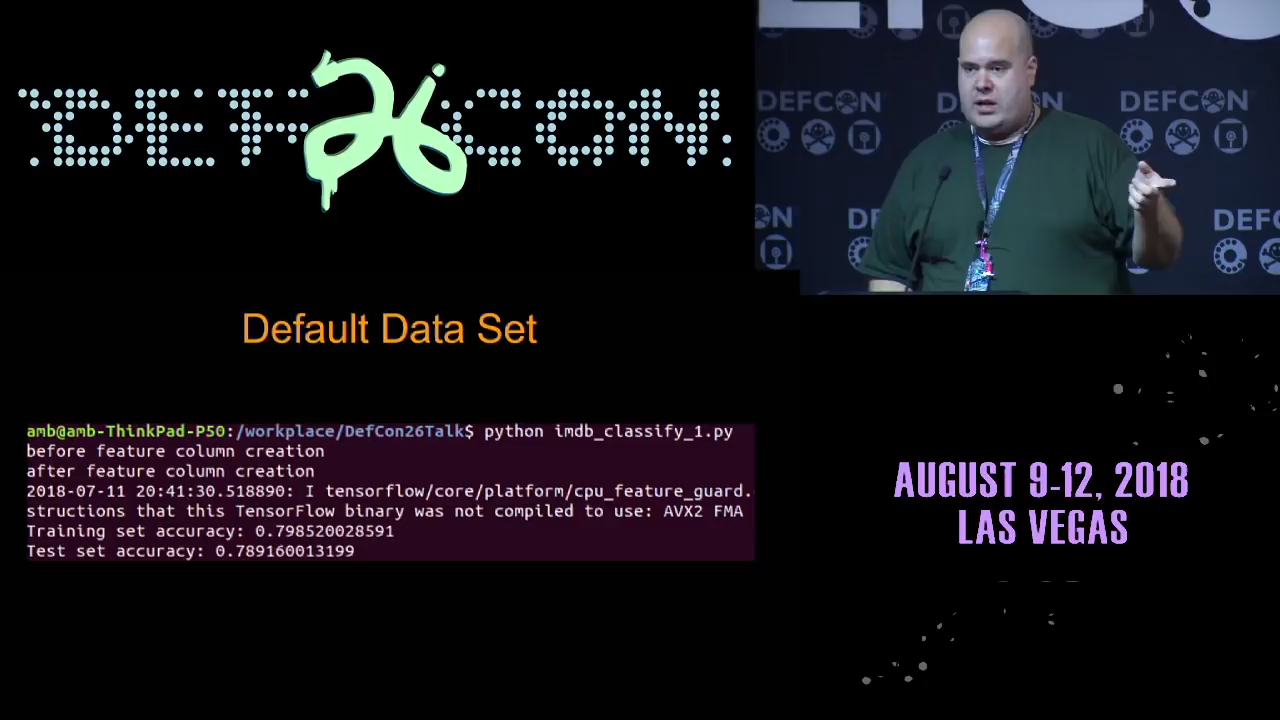 DEFCON 26
DEFCON
DEFCON
DEFCON
DEFCON
Default Data Set
amb@amb-ThinkPad-P50:/workplace/DefCon26Talk$ python imdb_classify_1.py
before feature column creation
after feature column creation
2018-07-11 20:41:30.518890: I tensorflow/core/platform/cpu_feature_guard.
structions that this TensorFlow binary was not compiled to use: AVX2 FMA
Training set accuracy: 0.798520028591
Test set accuracy: 0.789160013199
AUGUST 9-12, 2018
LAS VEGAS